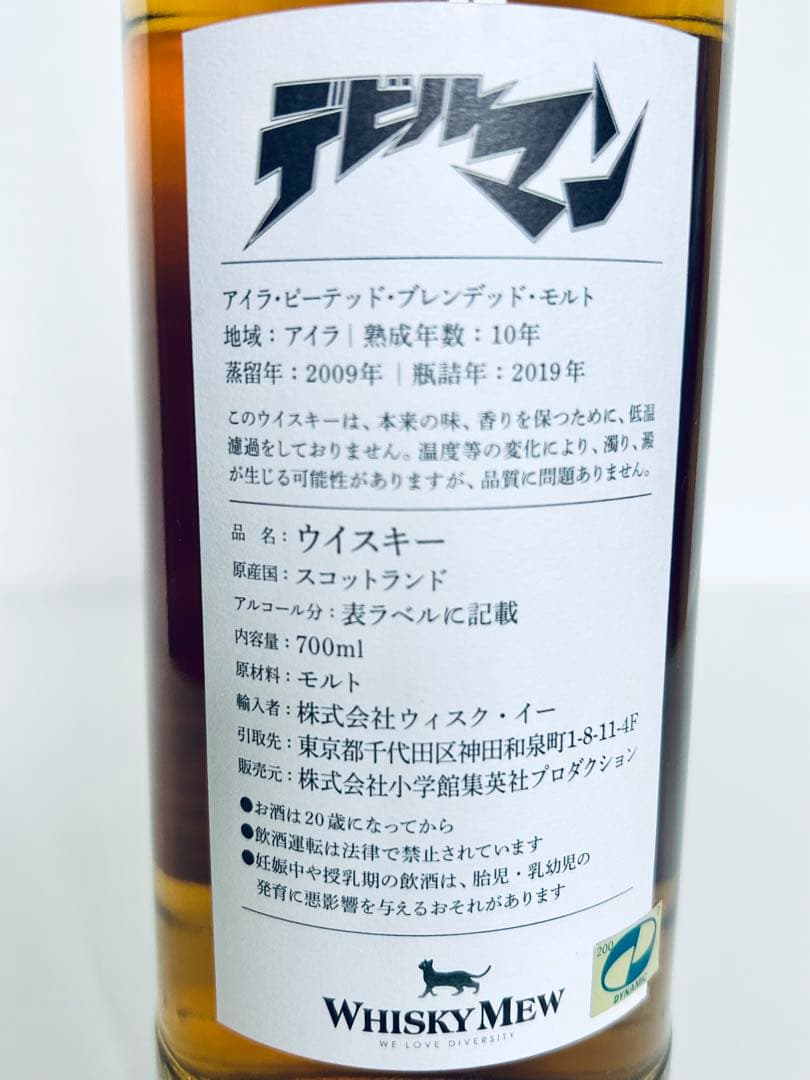 デビルマン
アイラ・ピーテッド・ブレンデッド・モルト
地域：アイラ｜熟成年数：10年
蒸留年：2009年｜瓶詰年：2019年
このウイスキーは、本来の味、香りを保つために、低温
濾過をしておりません。温度等の変化により、濁り、澱
が生じる可能性がありますが、品質に問題ありません。
品　名：ウイスキー
原産国：スコットランド
アルコール分：表ラベルに記載
内容量：700ml
原材料：モルト
輸入者：株式会社ウィスク・イー
引取先：東京都千代田区神田和泉町1-8-11-4F
販売元：株式会社小学館集英社プロダクション
●お酒は20歳になってから
●飲酒運転は法律で禁止されています
●妊娠中や授乳期の飲酒は、胎児・乳幼児の
発育に悪影響を与えるおそれがあります
200
DYNAMIC
WHISKY MEW
WE LOVE DIVERSITY